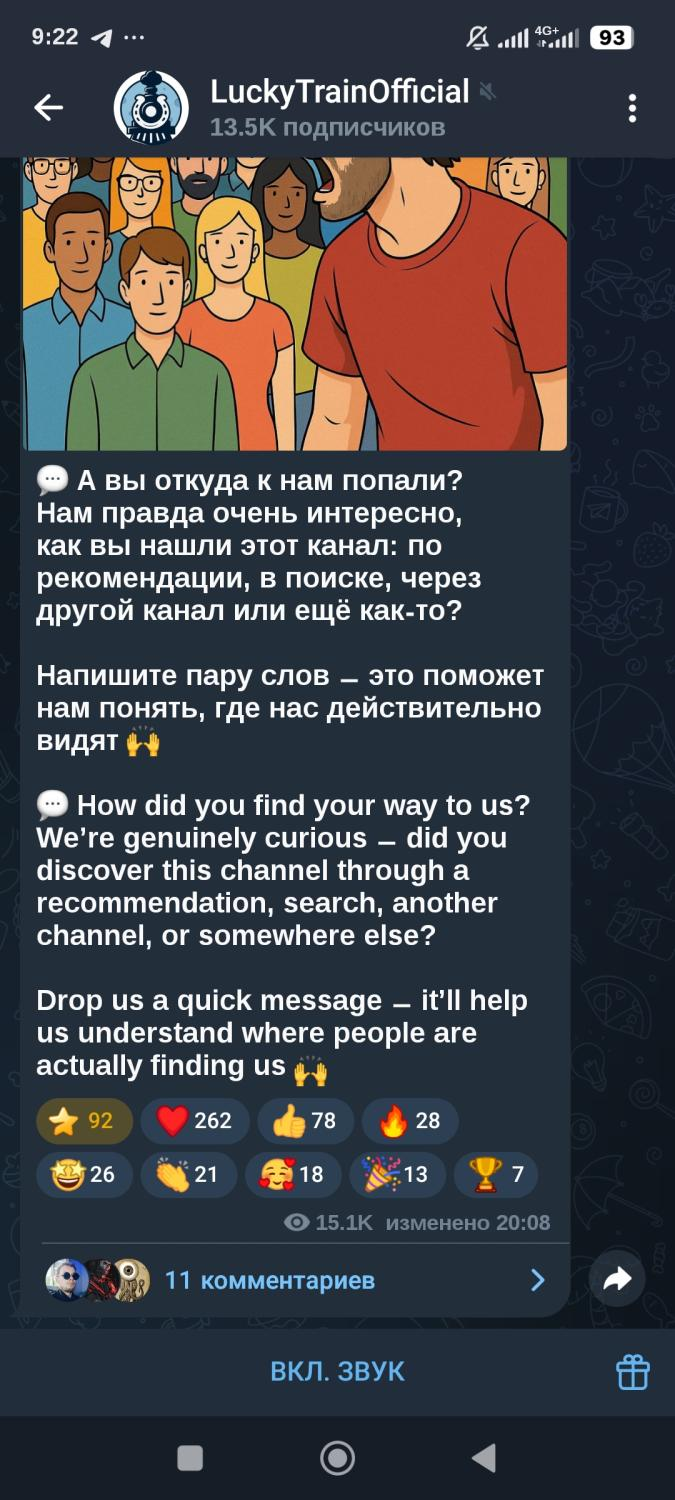 9:22
4G+
93
LuckyTrainOfficial
13.5K подписчиков
💬 А вы откуда к нам попали?
Нам правда очень интересно,
как вы нашли этот канал: по
рекомендации, в поиске, через
другой канал или ещё как-то?
Напишите пару слов — это поможет
нам понять, где нас действительно
видят 🙌
💬 How did you find your way to us?
We’re genuinely curious — did you
discover this channel through a
recommendation, search, another
channel, or somewhere else?
Drop us a quick message — it’ll help
us understand where people are
actually finding us 🙌
⭐ 92 ❤️ 262 👍 78 🔥 28
🤩 26 👏 21 🥰 18 🎉 13 🏆 7
15.1K изменено 20:08
11 комментариев
ВКЛ. ЗВУК